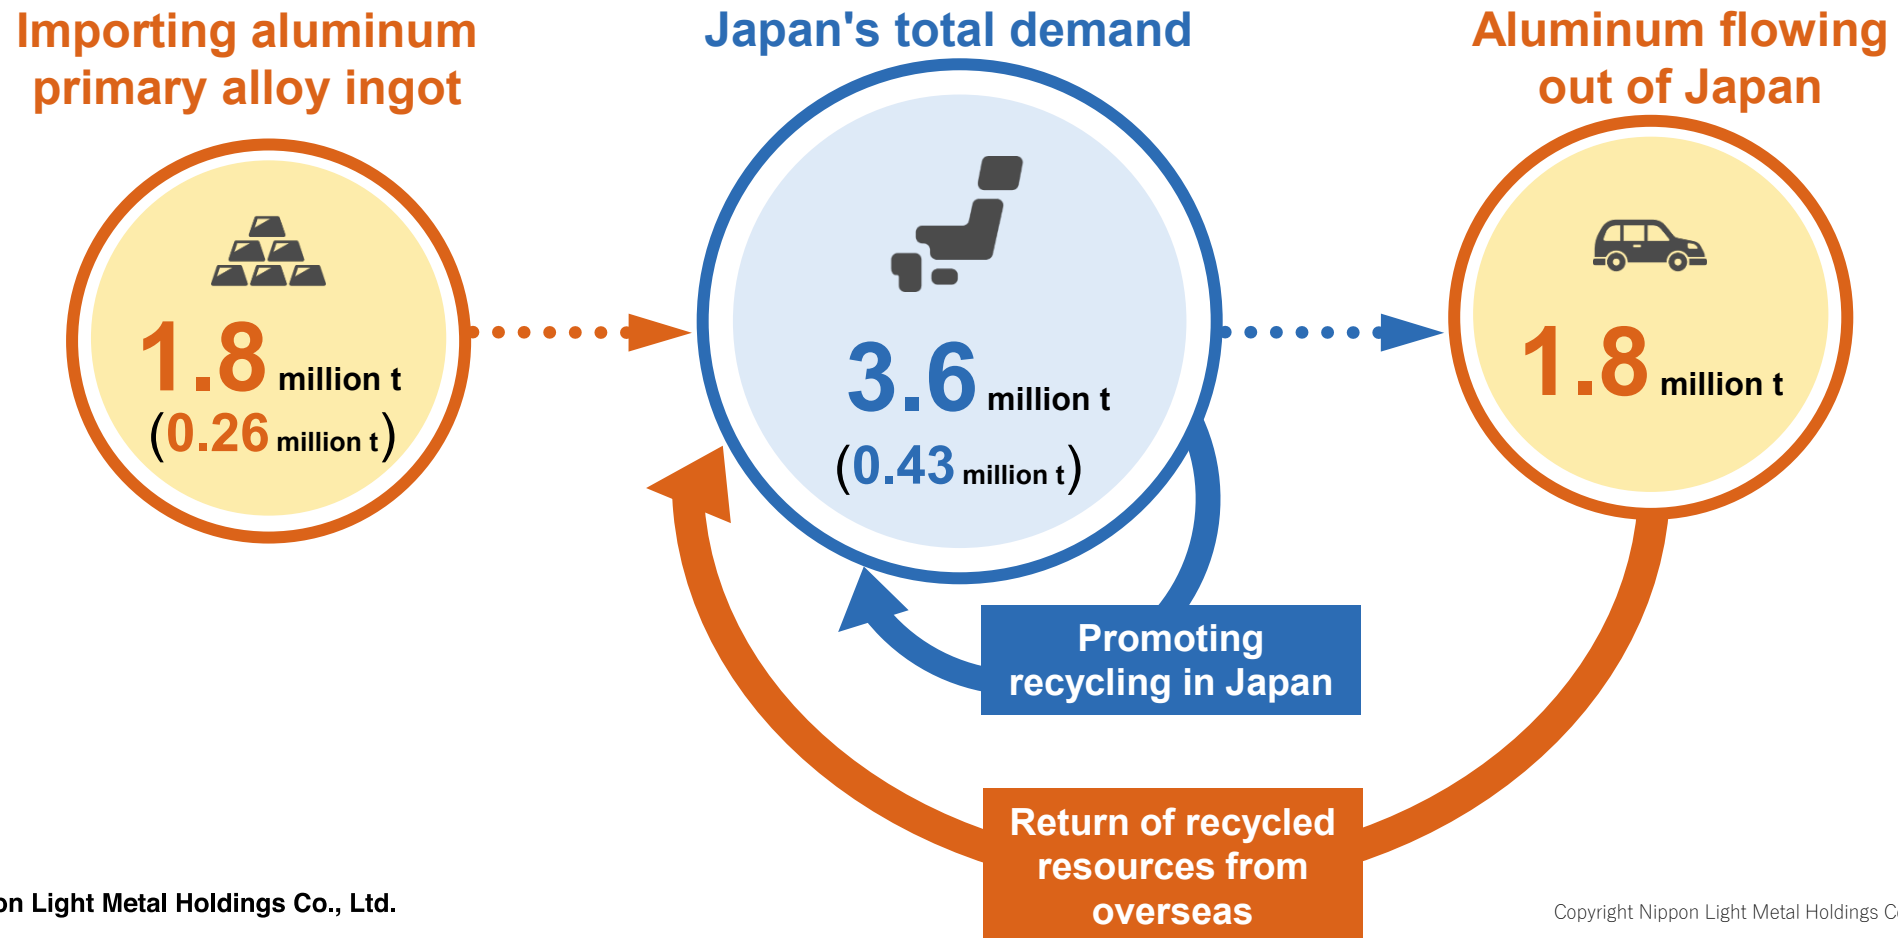 Importing aluminum
primary alloy ingot
1.8 million t
(0.26 million t)
Japan's total demand
3.6 million t
(0.43 million t)
Aluminum flowing
out of Japan
1.8 million t
Promoting
recycling in Japan
Return of recycled
resources from
overseas
on Light Metal Holdings Co., Ltd.
Copyright Nippon Light Metal Holdings C